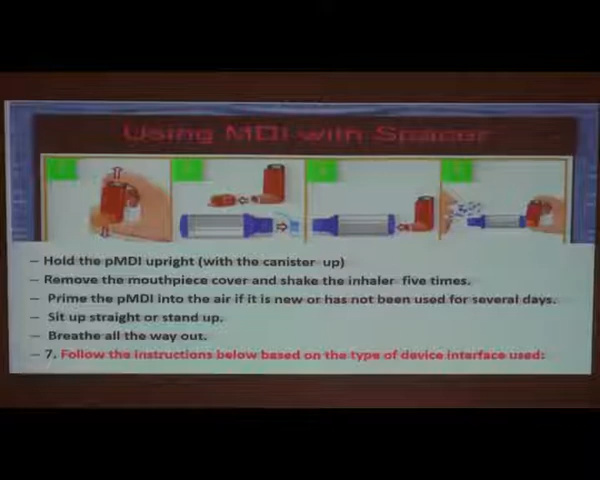 Using MDI with Spacer
– Hold the pMDI upright (with the canister up)
– Remove the mouthpiece cover and shake the inhaler five times.
– Prime the pMDI into the air if it is new or has not been used for several days.
– Sit up straight or stand up.
– Breathe all the way out.
– 7. Follow the instructions below based on the type of device interface used: